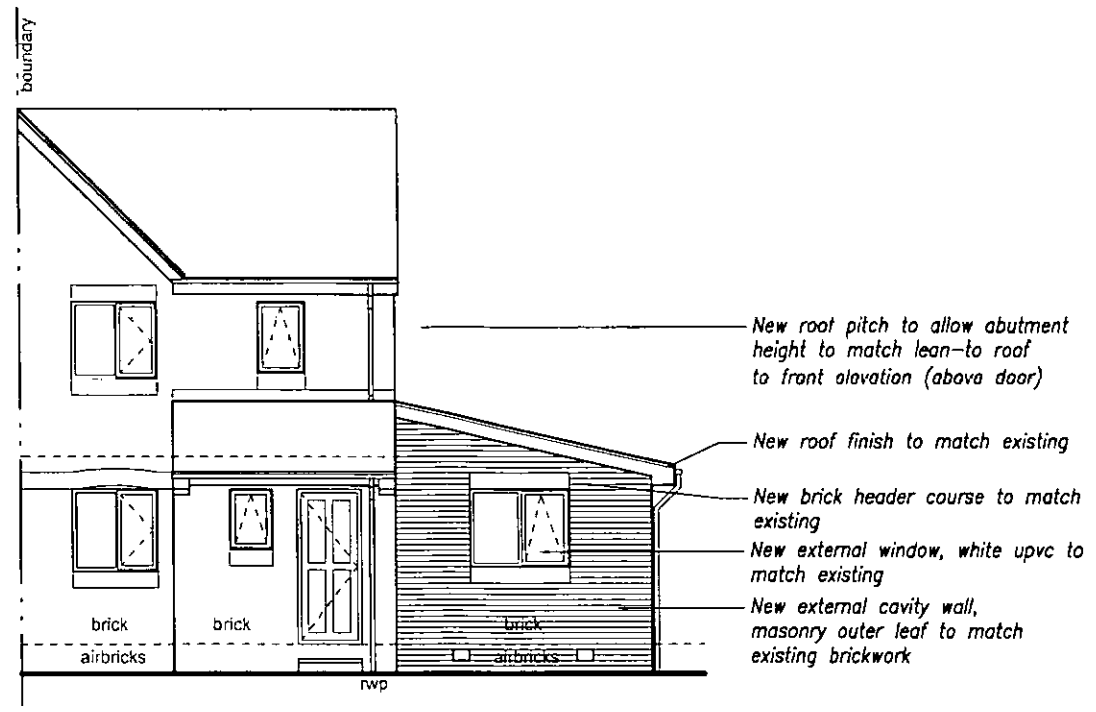 boundary
New roof pitch to allow abutment
height to match lean-to roof
to front elevation (above door)
New roof finish to match existing
New brick header course to match
existing
New external window, white upvc to
match existing
New external cavity wall,
masonry outer leaf to match
existing brickwork
brick
brick
brick
airbricks
airbricks
rwp